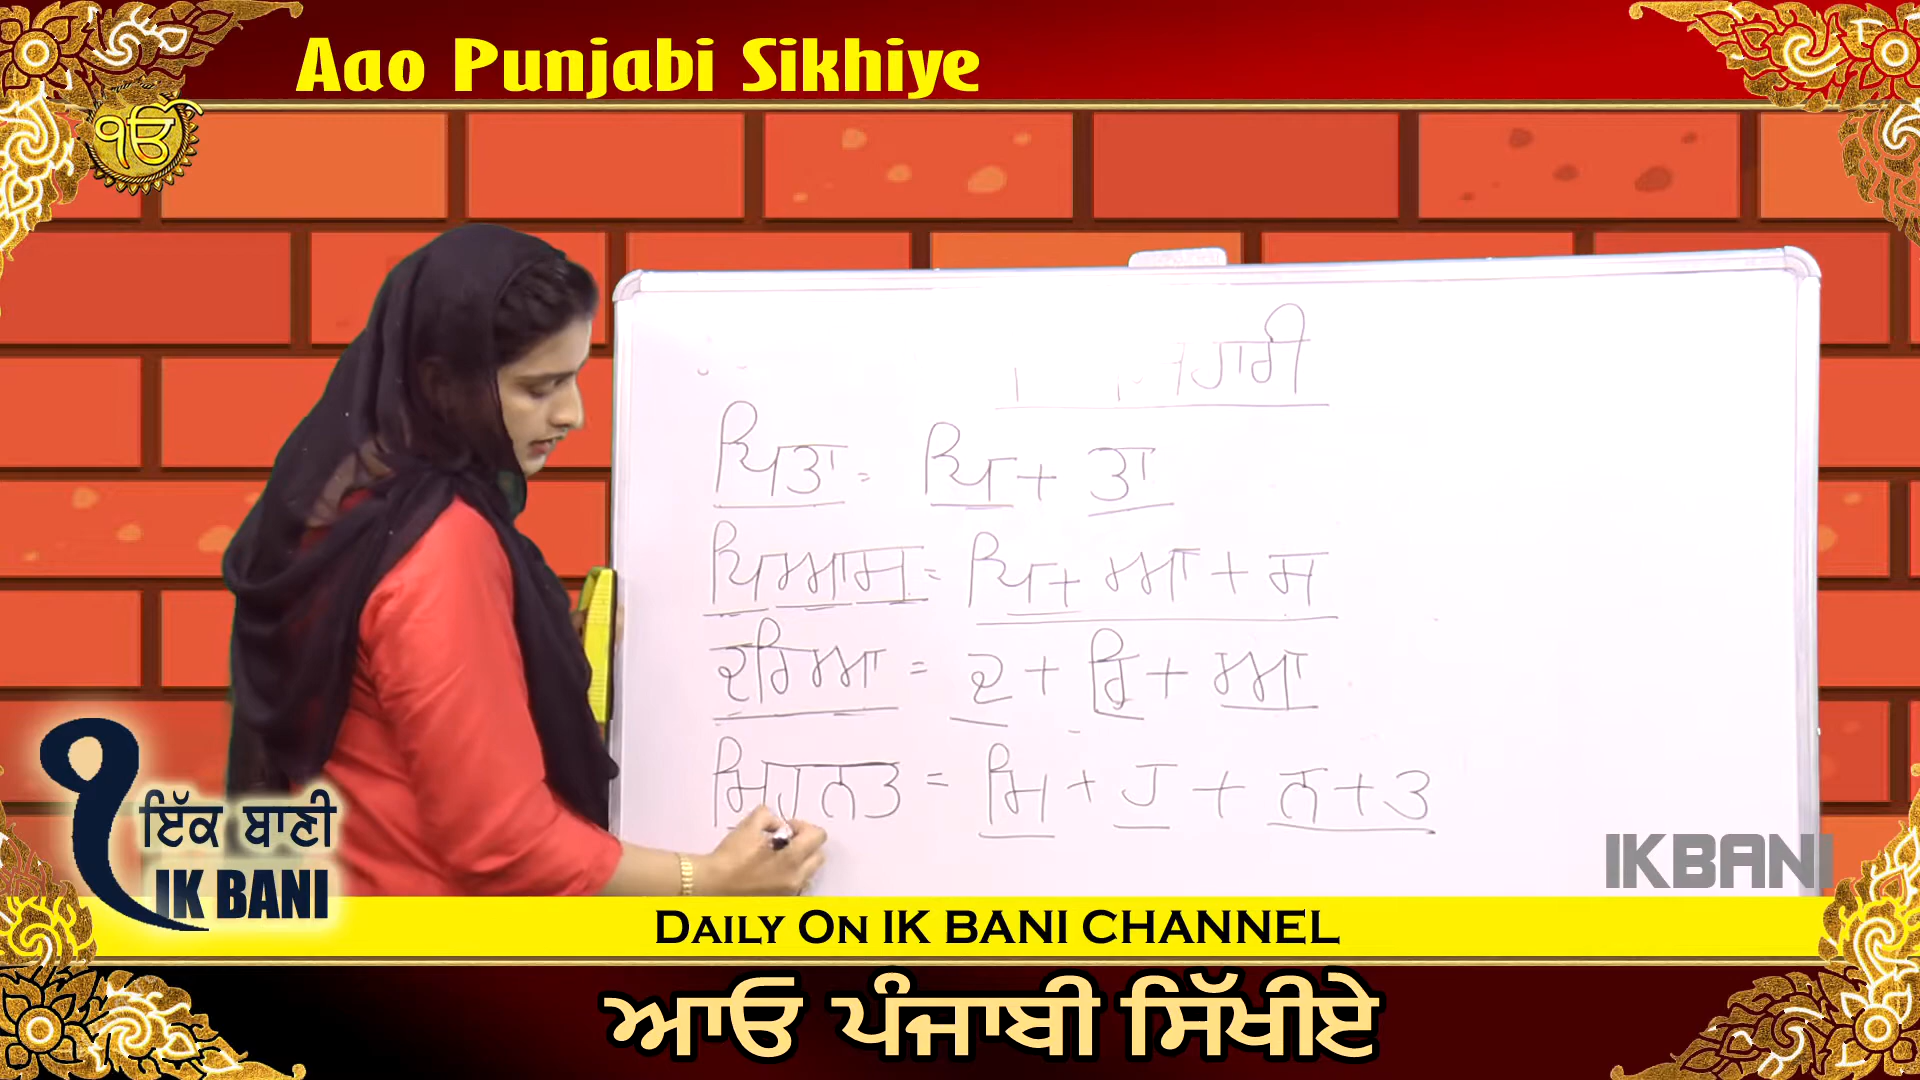 Aao Punjabi Sikhiye
ੴ
ਹਾਰੀ
ਪਿਤਾ = ਪਿ + ਤਾ
ਪਿਆਸ = ਪਿ + ਆ + ਸ
ਦਰਿਆ = ਦ + ਰਿ + ਆ
ਮਿਹਨਤ = ਮਿ + ਹ + ਨ + ਤ
ਇੱਕ ਬਾਣੀ
IK BANI
IKBANI
DAILY ON IK BANI CHANNEL
ਆਓ ਪੰਜਾਬੀ ਸਿੱਖੀਏ